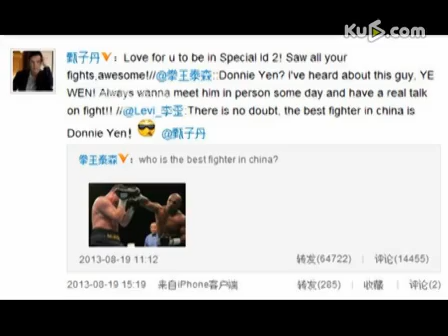 Ku6.com
甄子丹V: Love for u to be in Special Id 2! Saw all your
fights,awesome!//@拳王泰森::Donnie Yen? I've heard about this guy, YE
WEN! Always wanna meet him in person some day and have a real talk
on fight!! //@Levi_李歪:There is no doubt, the best fighter in china is
Donnie Yen! @甄子丹
拳王泰森V: who is the best fighter in china?
2013-08-19 11:12 转发(64722) | 评论(14455)
2013-08-19 15:19 来自iPhone客户端 转发(285) | 收藏 | 评论(2)